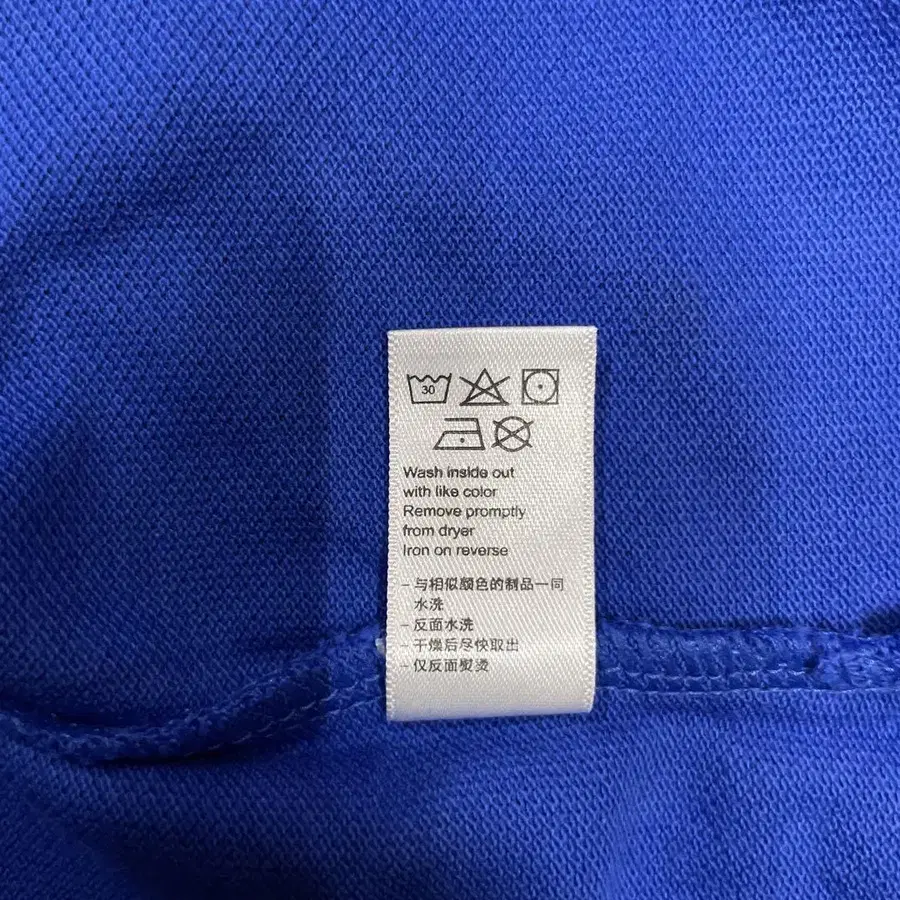 30
Wash inside out
with like color
Remove promptly
from dryer
Iron on reverse
- 与相似颜色的制品一同
水洗
- 反面水洗
- 干燥后尽快取出
- 仅反面熨烫